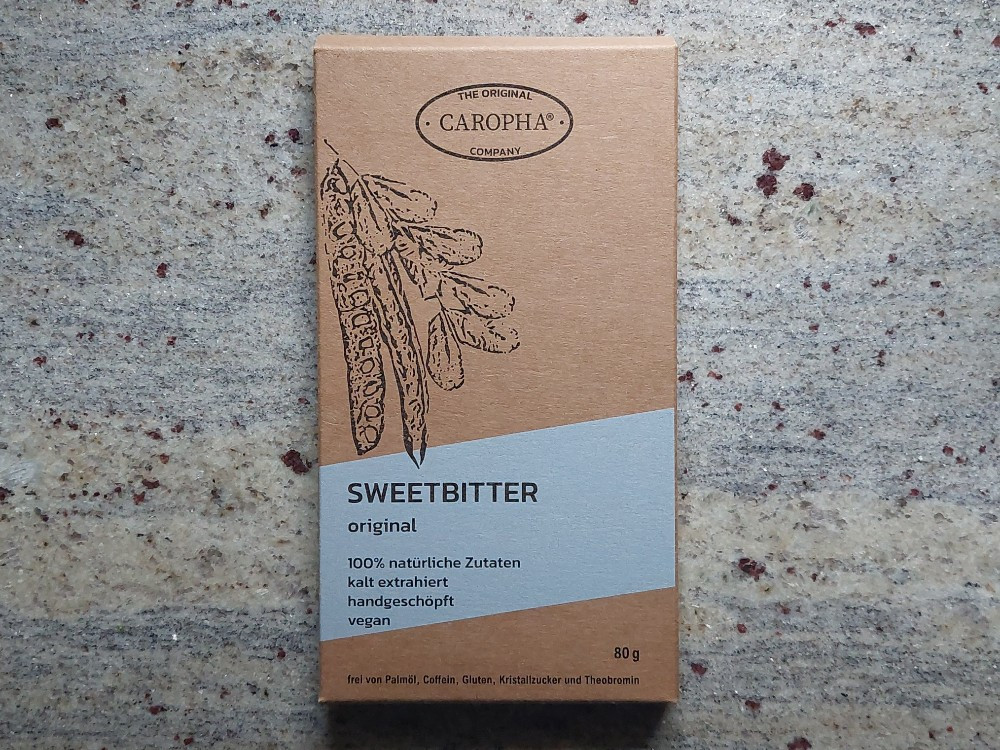 THE ORIGINAL
· CAROPHA® ·
COMPANY
SWEETBITTER
original
100% natürliche Zutaten
kalt extrahiert
handgeschöpft
vegan
80 g
frei von Palmöl, Coffein, Gluten, Kristallzucker und Theobromin